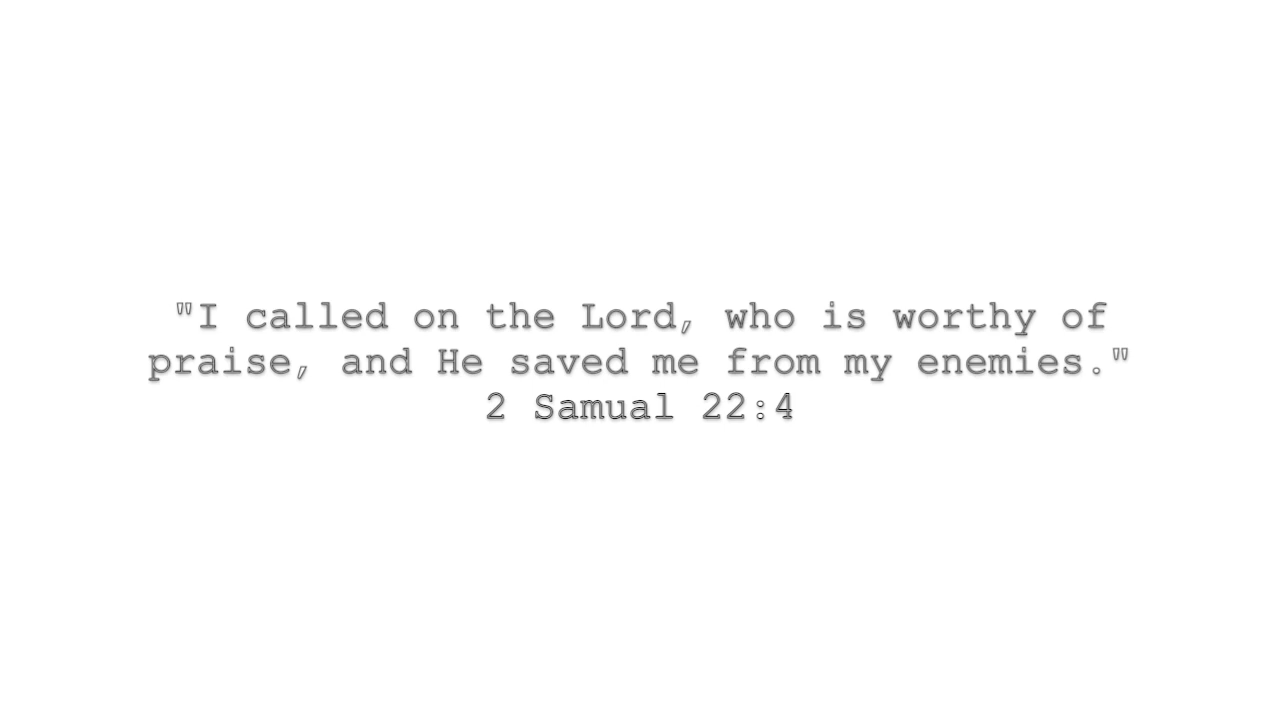 "I called on the Lord, who is worthy of
praise, and He saved me from my enemies."
2 Samual 22:4